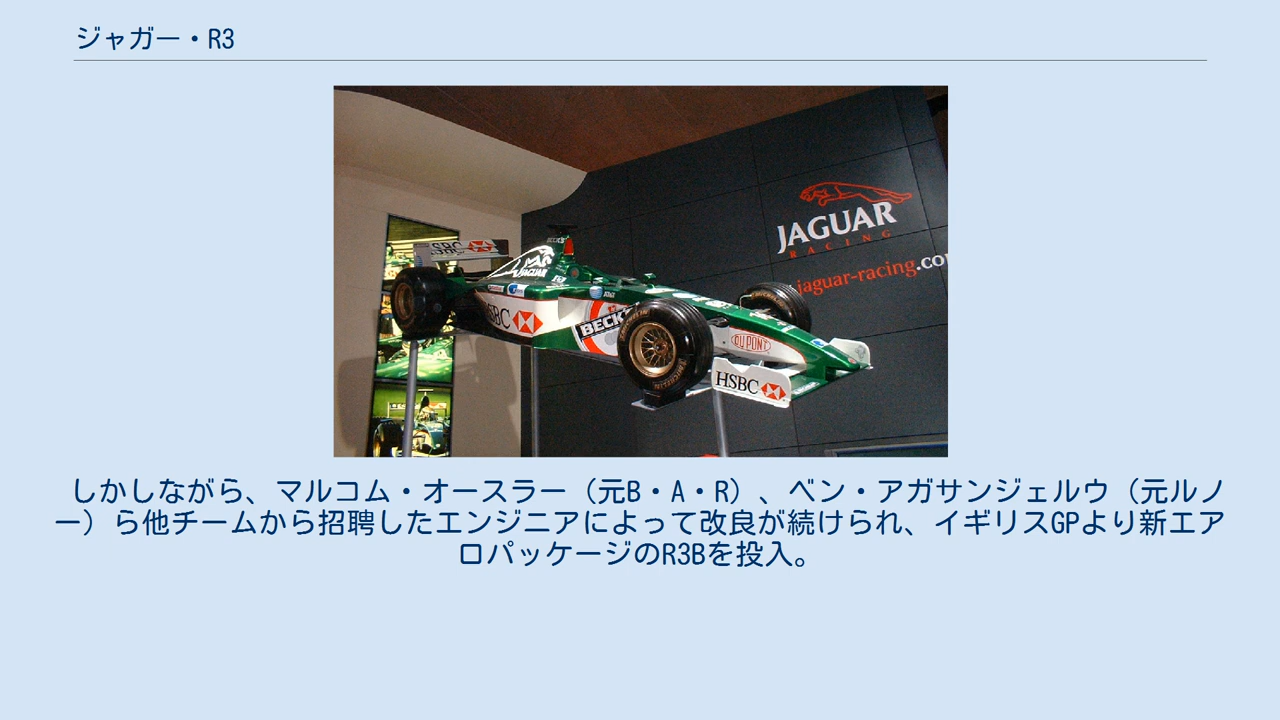 ジャガー・R3
JAGUAR
RACING
jaguar-racing.co
HSBC
JAGUAR
HSBC
BECK'
DU PONT
MICHELIN
HSBC
しかしながら、マルコム・オースラー（元B・A・R）、ベン・アガサンジェルウ（元ルノ
ー）ら他チームから招聘したエンジニアによって改良が続けられ、イギリスGPより新エア
ロパッケージのR3Bを投入。